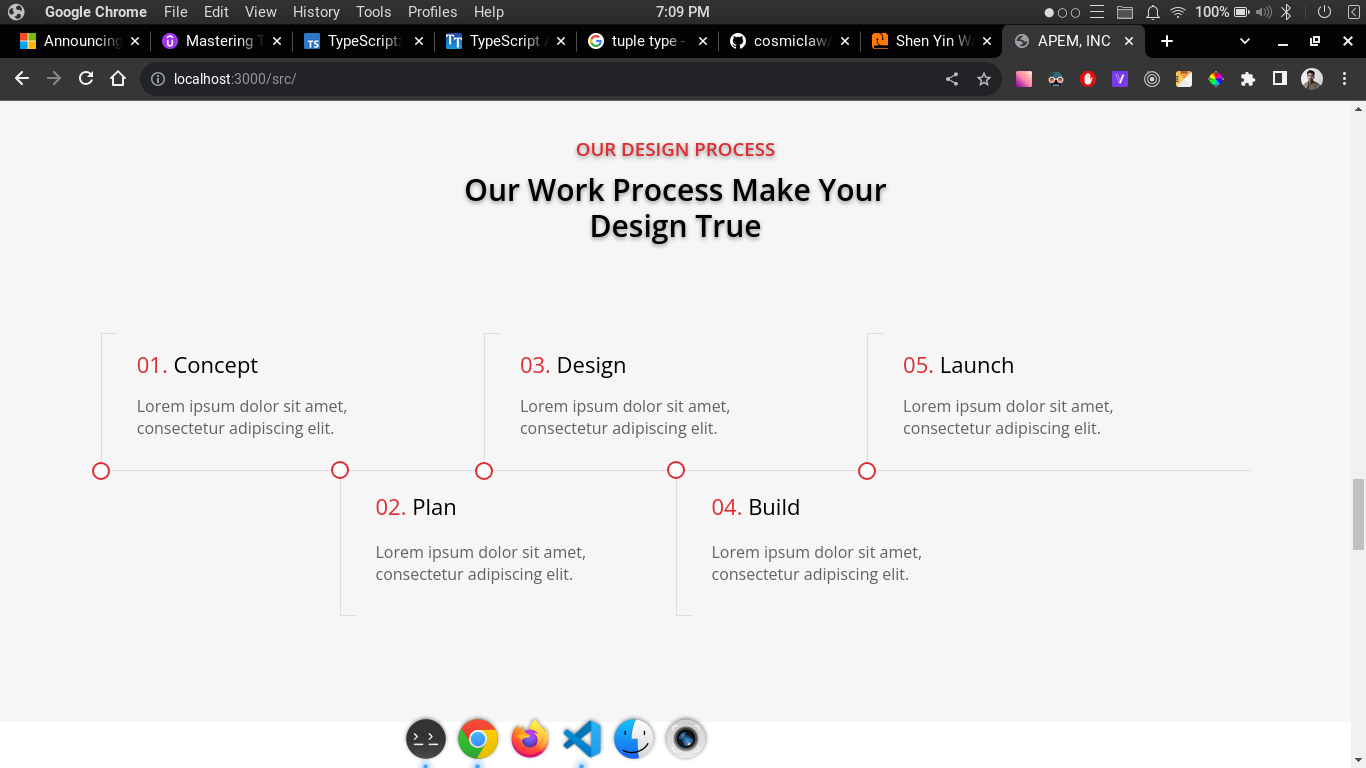 Google Chrome File Edit View History Tools Profiles Help 7:09 PM 100%
Announcing Mastering T TypeScript: TypeScript tuple type - cosmiclaw/ Shen Yin W APEM, INC
localhost:3000/src/
OUR DESIGN PROCESS
Our Work Process Make Your
Design True
01. Concept
Lorem ipsum dolor sit amet,
consectetur adipiscing elit.
03. Design
Lorem ipsum dolor sit amet,
consectetur adipiscing elit.
05. Launch
Lorem ipsum dolor sit amet,
consectetur adipiscing elit.
02. Plan
Lorem ipsum dolor sit amet,
consectetur adipiscing elit.
04. Build
Lorem ipsum dolor sit amet,
consectetur adipiscing elit.